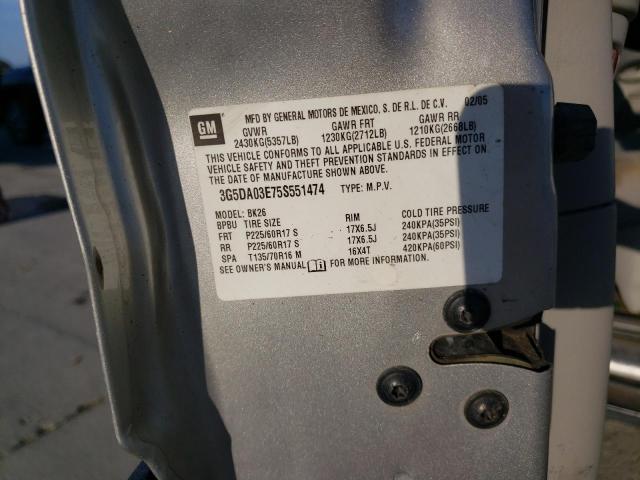 GM
MFD BY GENERAL MOTORS DE MEXICO, S. DE R.L. DE C.V. 02/05
GVWR GAWR FRT GAWR RR
2430KG(5357LB) 1230KG(2712LB) 1210KG(2668LB)
THIS VEHICLE CONFORMS TO ALL APPLICABLE U.S. FEDERAL MOTOR
VEHICLE SAFETY AND THEFT PREVENTION STANDARDS IN EFFECT ON
THE DATE OF MANUFACTURE SHOWN ABOVE.
3G5DA03E75S551474 TYPE: M.P.V.
MODEL: BK26
BPBU TIRE SIZE RIM COLD TIRE PRESSURE
FRT P225/60R17 S 17X6.5J 240KPA(35PSI)
RR P225/60R17 S 17X6.5J 240KPA(35PSI)
SPA T135/70R16 M 16X4T 420KPA(60PSI)
SEE OWNER'S MANUAL FOR MORE INFORMATION.